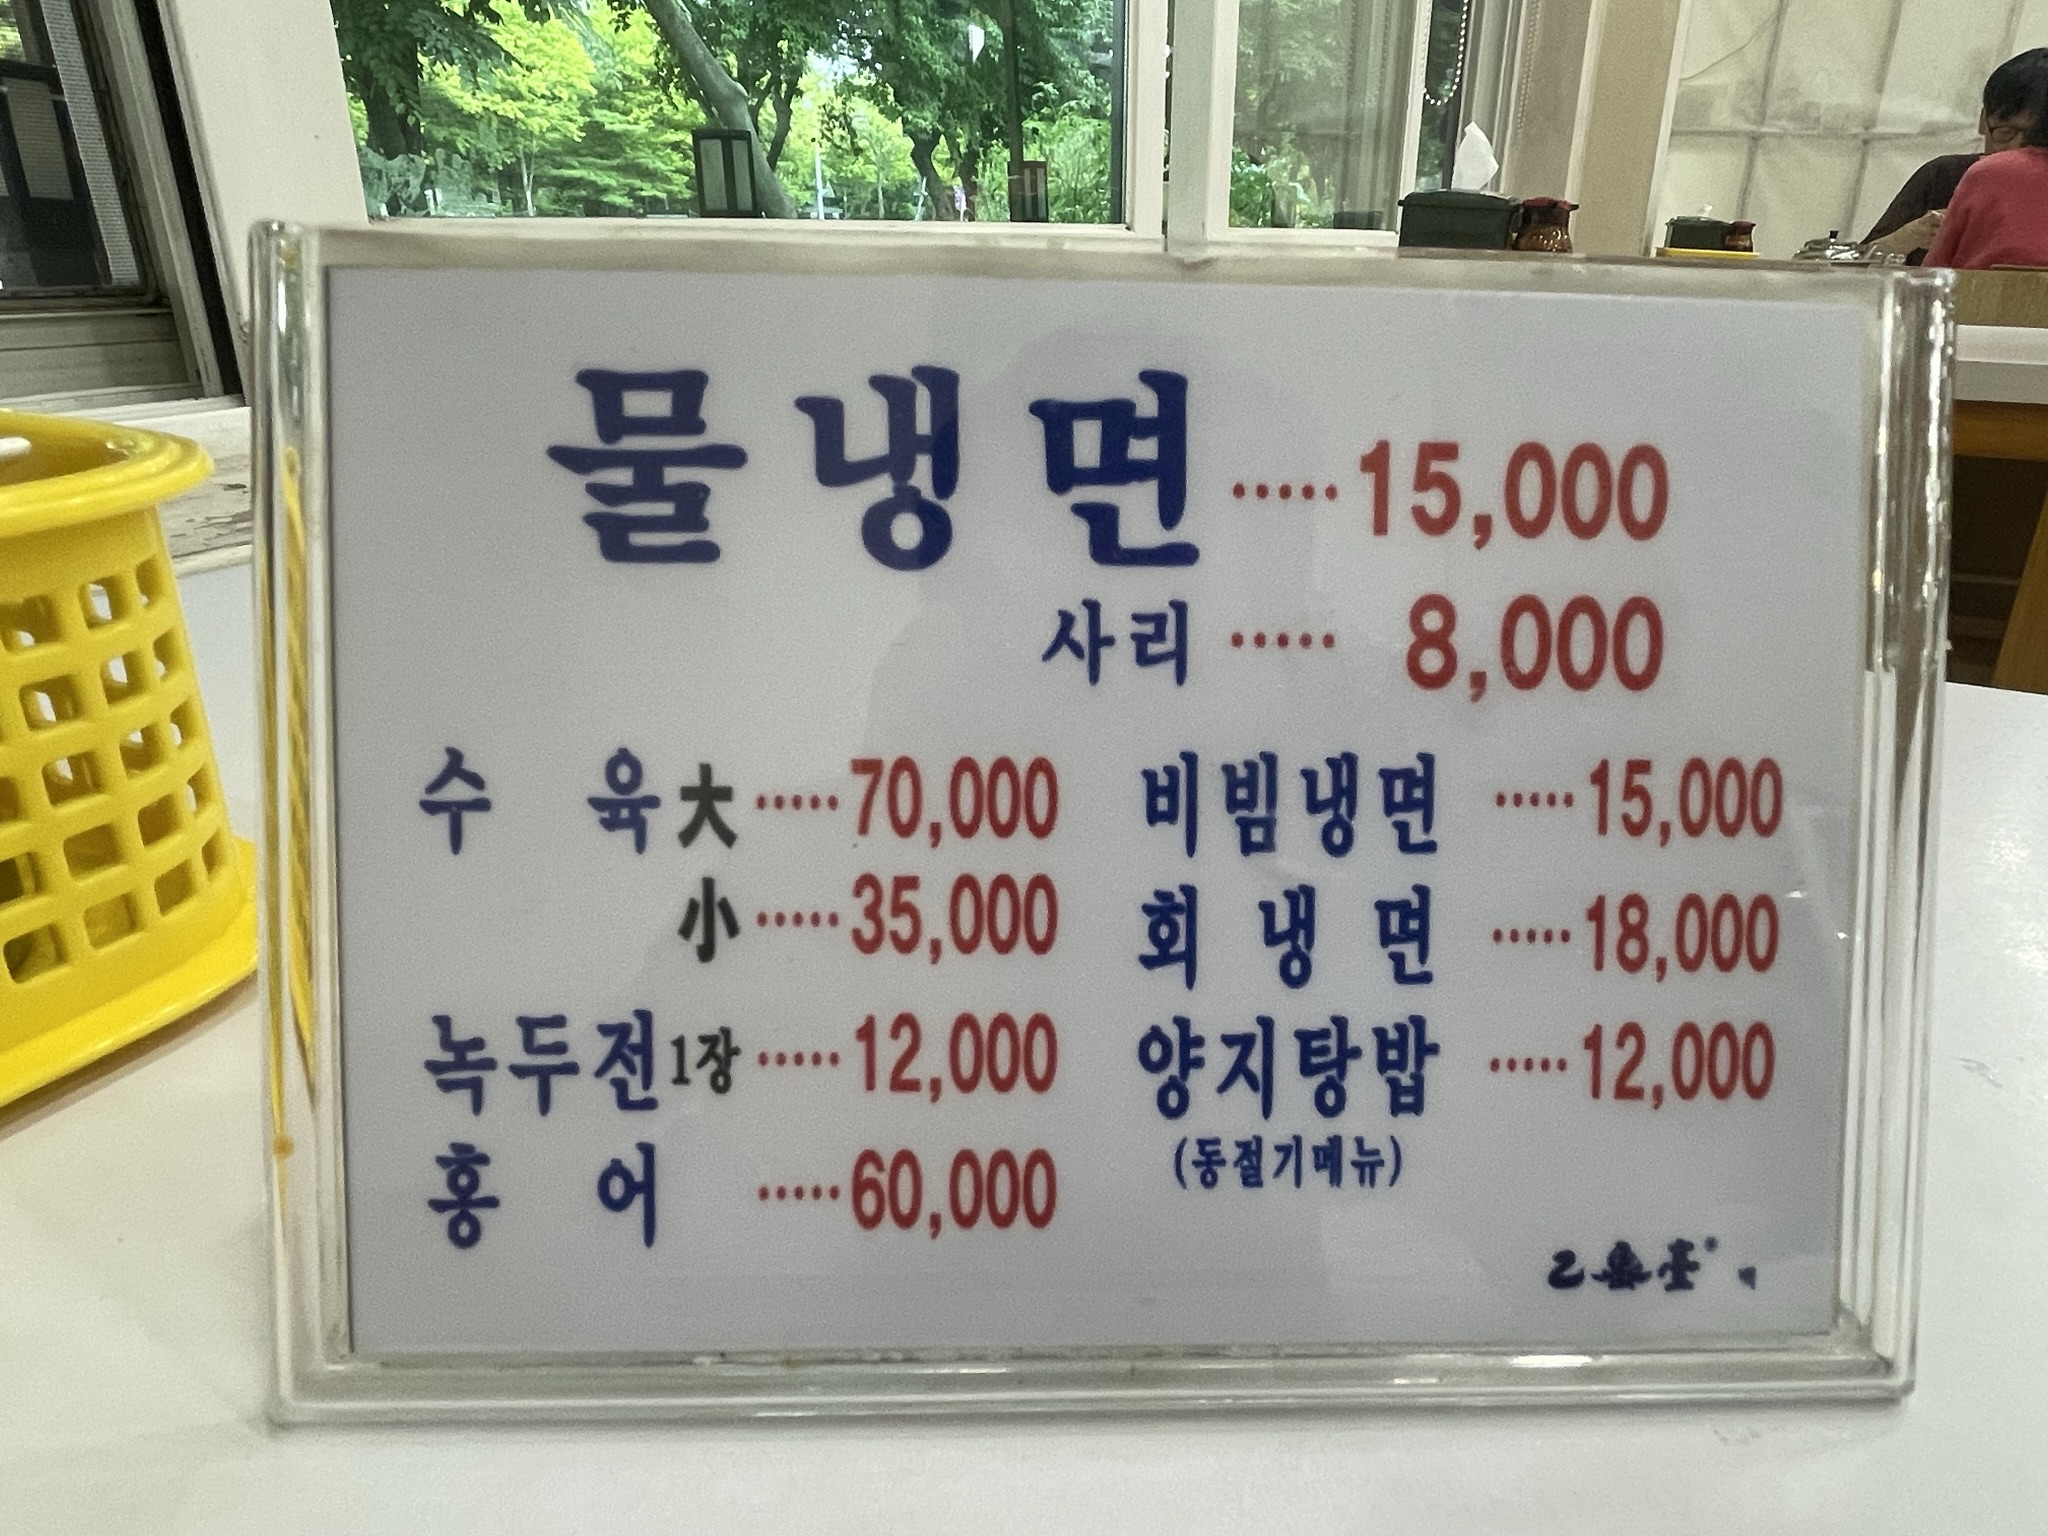 물냉면 ····· 15,000
사리 ····· 8,000
수 육 大 ····· 70,000
小 ····· 35,000
녹두전 1장 ····· 12,000
홍 어 ····· 60,000
비빔냉면 ····· 15,000
회 냉 면 ····· 18,000
양지탕밥 ····· 12,000
(동절기메뉴)